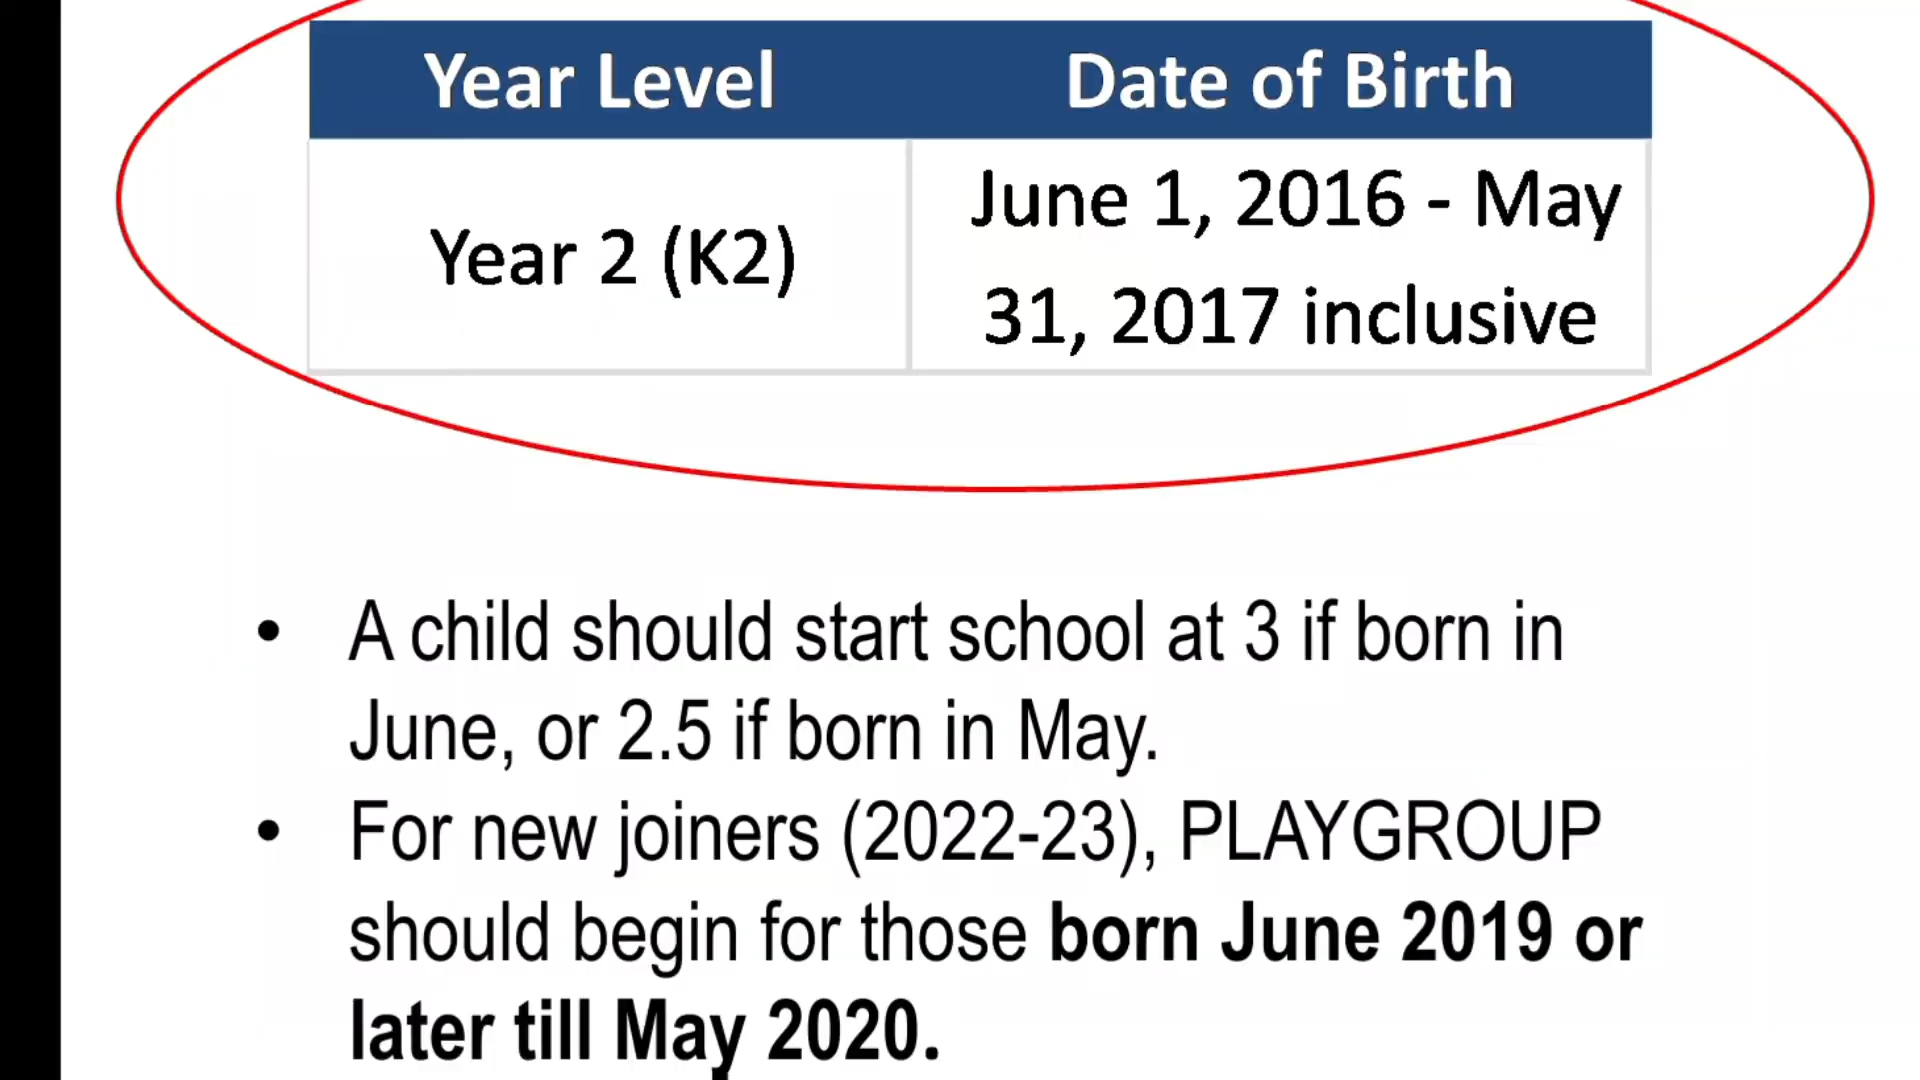 Year Level Date of Birth
Year 2 (K2) June 1, 2016 - May
31, 2017 inclusive
• A child should start school at 3 if born in
June, or 2.5 if born in May.
• For new joiners (2022-23), PLAYGROUP
should begin for those born June 2019 or
later till May 2020.